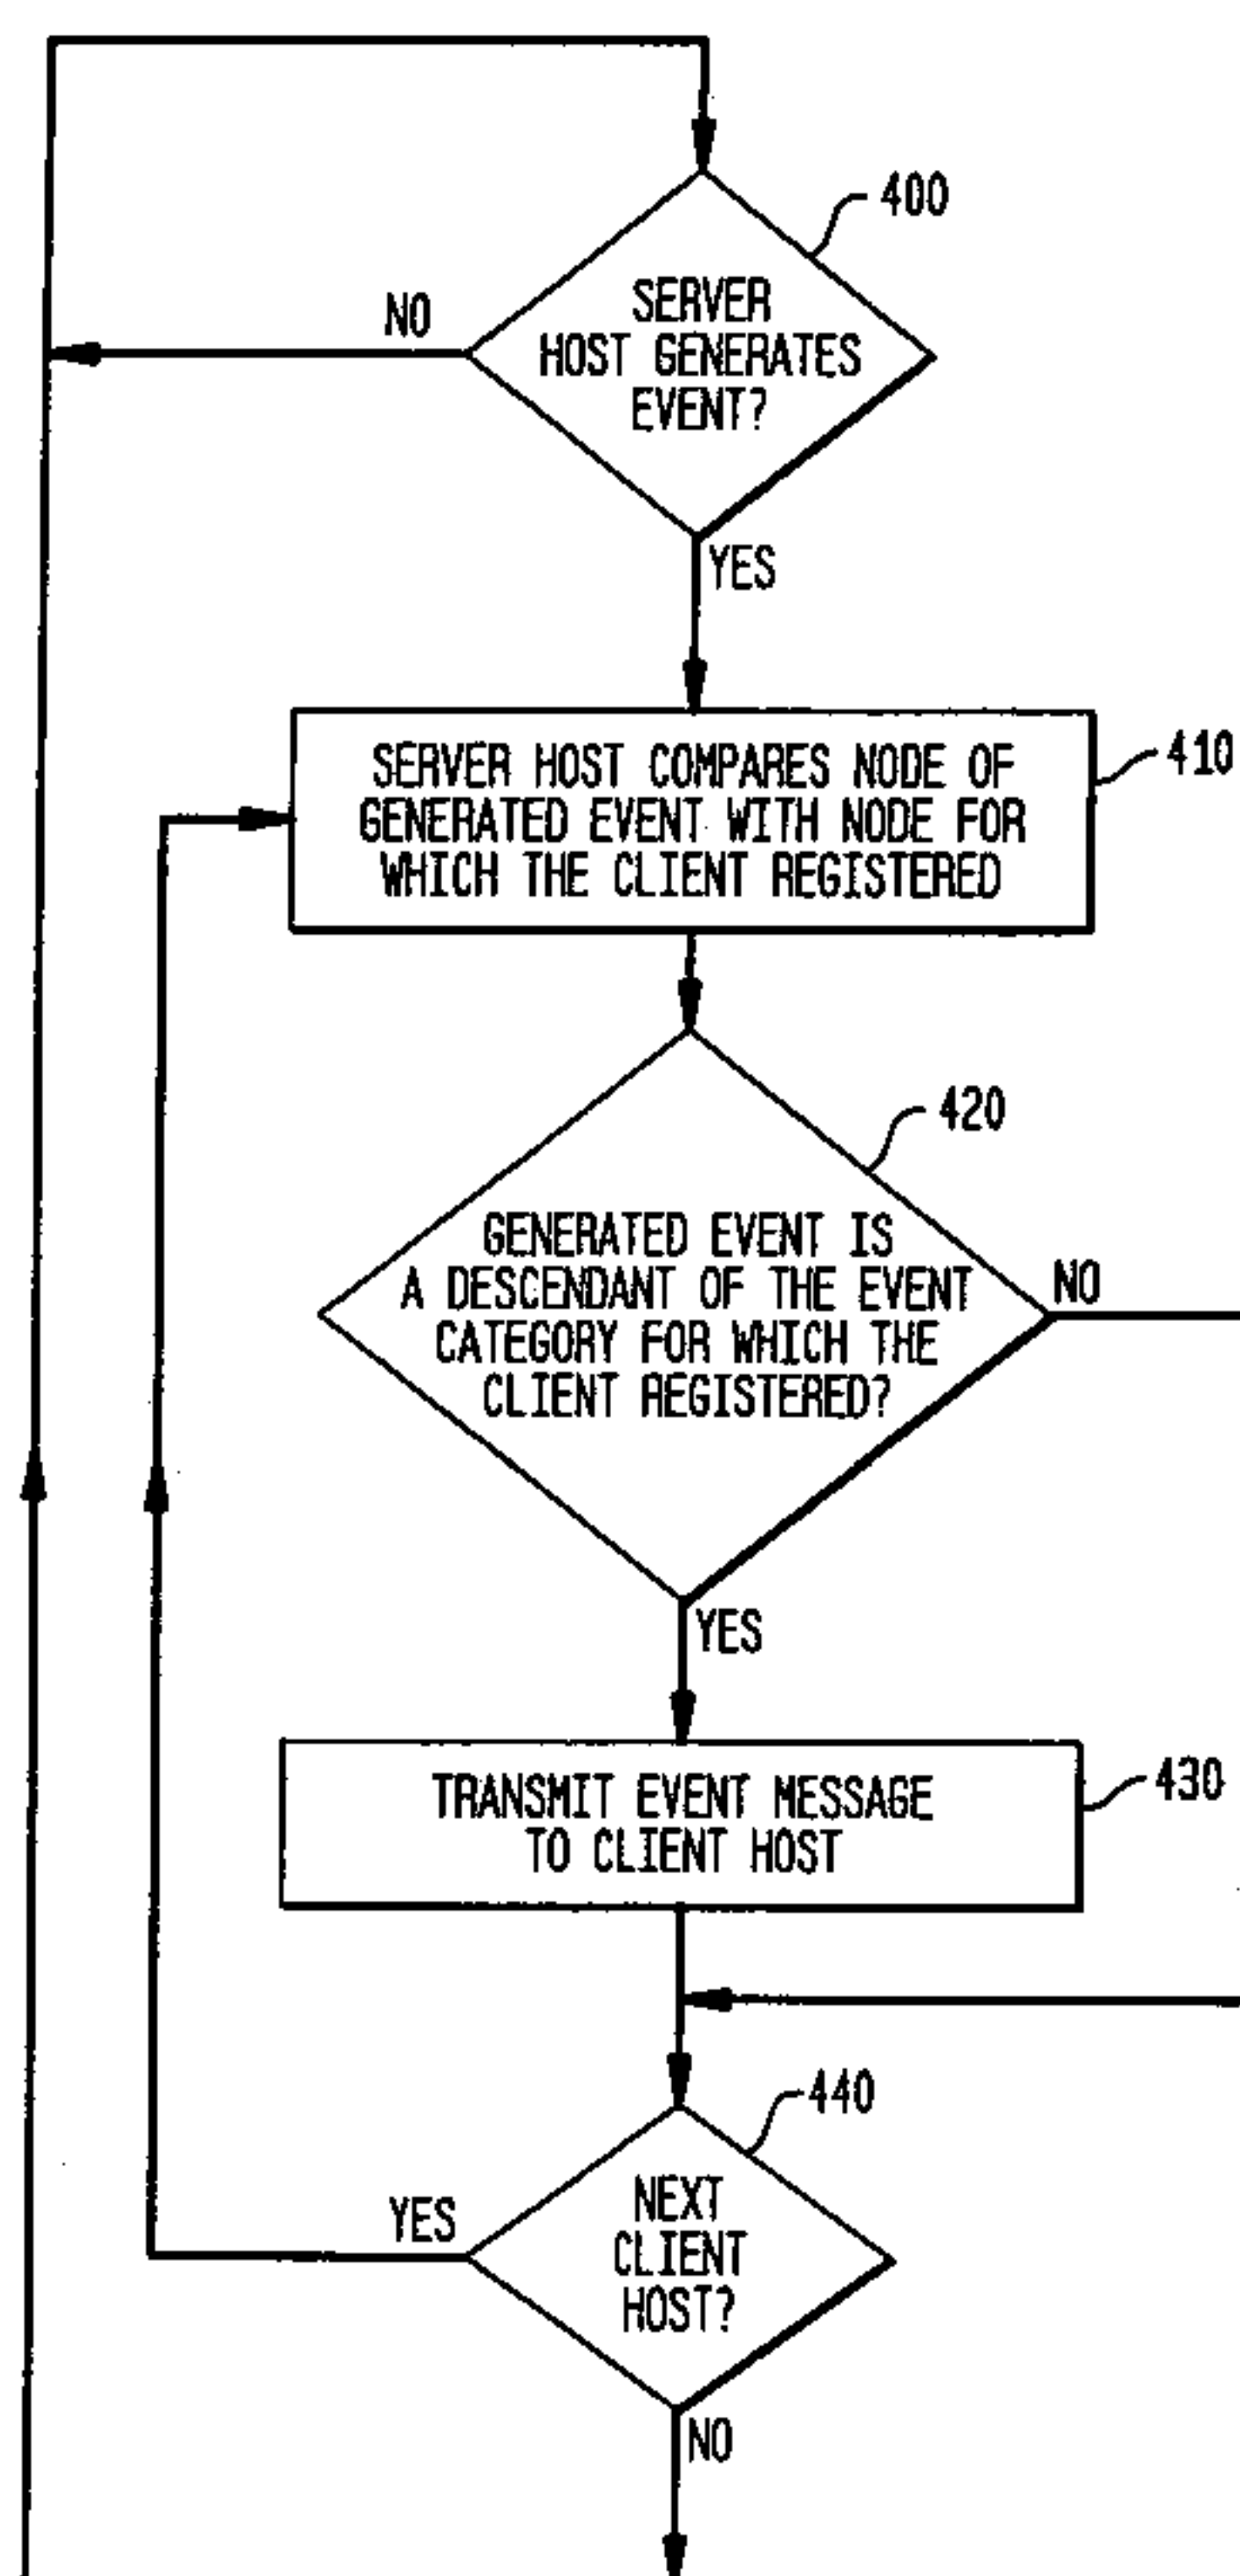 400
SERVER
HOST GENERATES
EVENT?
NO
YES
SERVER HOST COMPARES NODE OF
GENERATED EVENT WITH NODE FOR
WHICH THE CLIENT REGISTERED
410
420
GENERATED EVENT IS
A DESCENDANT OF THE EVENT
CATEGORY FOR WHICH THE
CLIENT REGISTERED?
NO
YES
TRANSMIT EVENT MESSAGE
TO CLIENT HOST
430
440
NEXT
CLIENT
HOST?
YES
NO